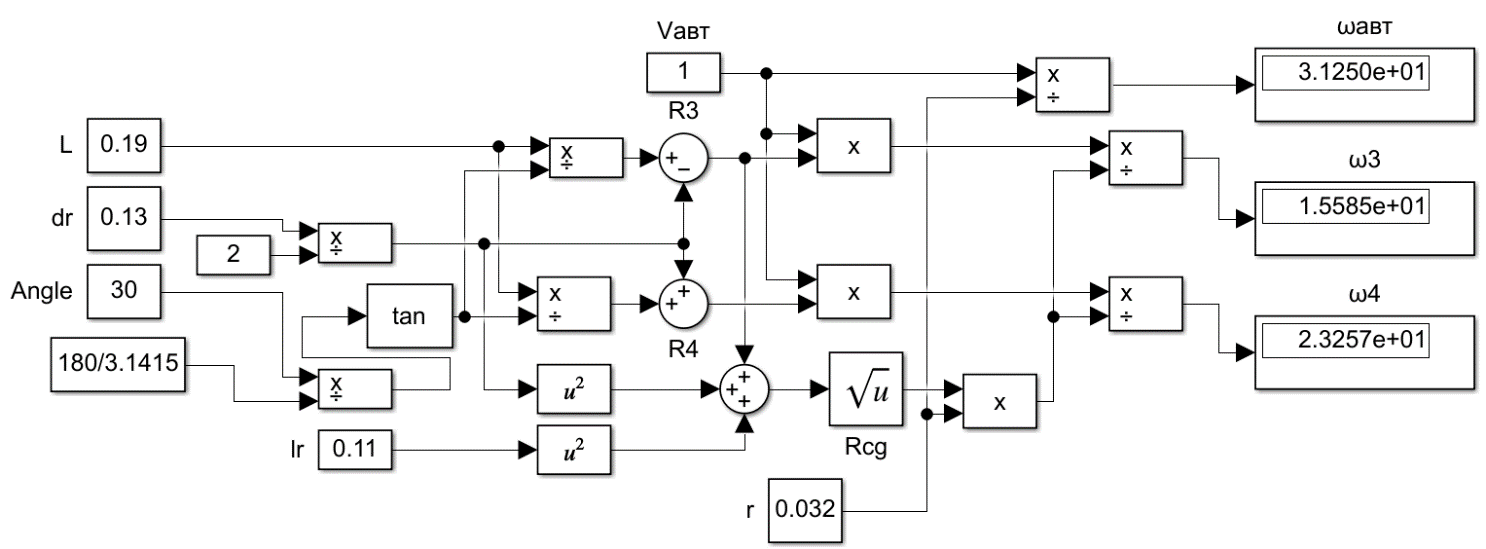 Vавт
1
R3
x
÷
ωавт
3.1250e+01
L
0.19
x
÷
+
−
x
x
÷
ω3
1.5585e+01
dr
0.13
2
x
÷
Angle
30
tan
x
÷
+
+
R4
x
x
÷
ω4
2.3257e+01
180/3.1415
x
÷
u²
+
+
+
√u
Rcg
x
lr
0.11
u²
r
0.032